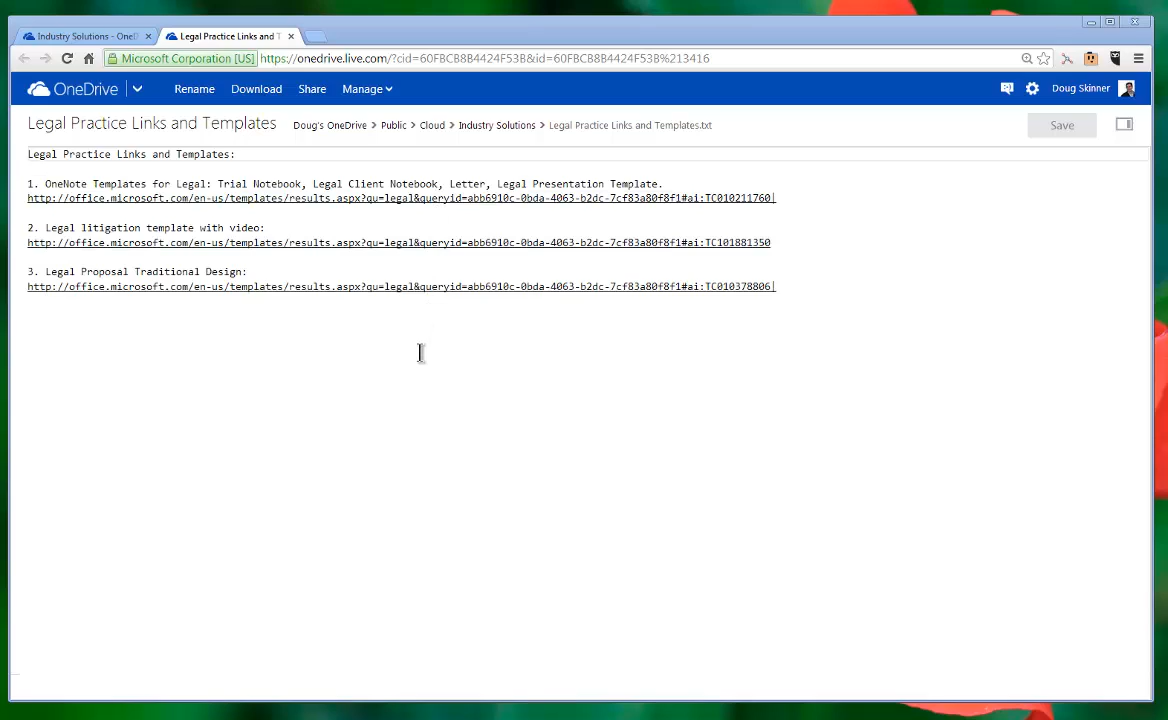 Industry Solutions - OneD
Legal Practice Links and T
Microsoft Corporation [US]
https://onedrive.live.com/?cid=60FBCB8B4424F53B&id=60FBCB8B4424F53B%213416
OneDrive
Rename
Download
Share
Manage
Doug Skinner
Legal Practice Links and Templates
Doug's OneDrive > Public > Cloud > Industry Solutions > Legal Practice Links and Templates.txt
Save
Legal Practice Links and Templates:
1. OneNote Templates for Legal: Trial Notebook, Legal Client Notebook, Letter, Legal Presentation Template.
http://office.microsoft.com/en-us/templates/results.aspx?qu=legal&queryid=abb6910c-0bda-4063-b2dc-7cf83a80f8f1#ai:TC010211760|
2. Legal litigation template with video:
http://office.microsoft.com/en-us/templates/results.aspx?qu=legal&queryid=abb6910c-0bda-4063-b2dc-7cf83a80f8f1#ai:TC101881350
3. Legal Proposal Traditional Design:
http://office.microsoft.com/en-us/templates/results.aspx?qu=legal&queryid=abb6910c-0bda-4063-b2dc-7cf83a80f8f1#ai:TC010378806|